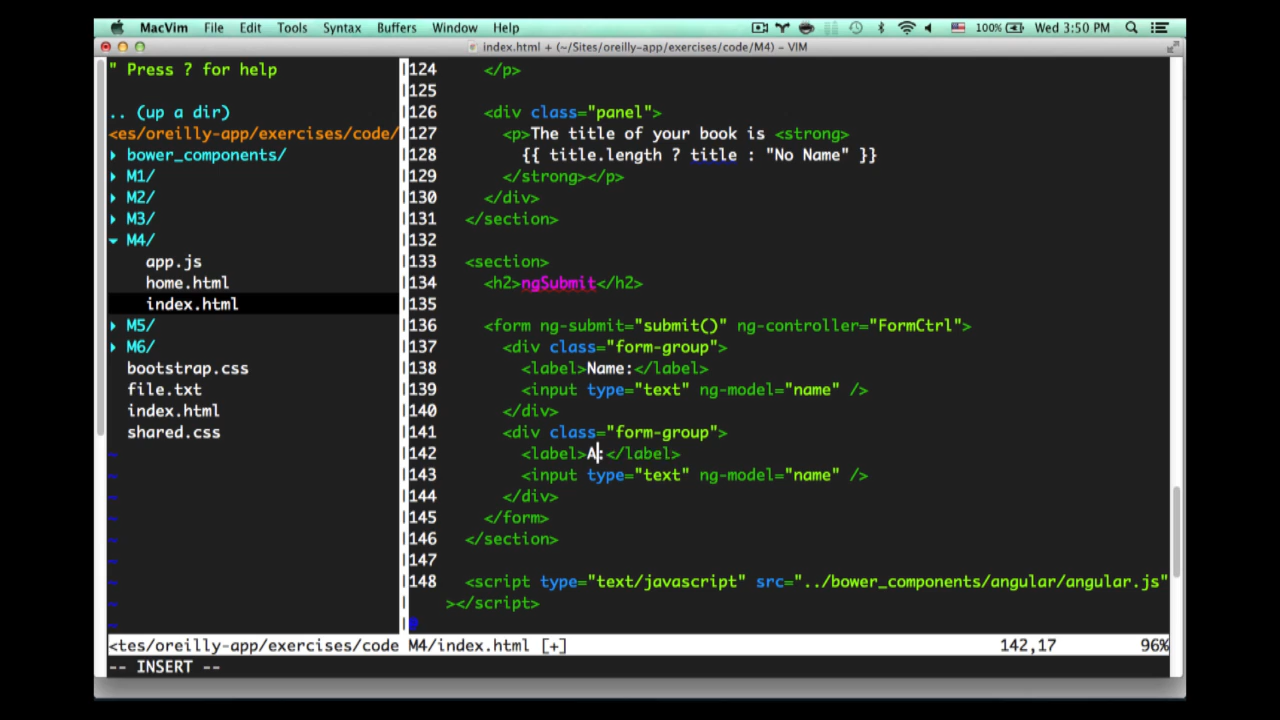 MacVim File Edit Tools Syntax Buffers Window Help 100% Wed 3:50 PM
index.html + (~/Sites/oreilly-app/exercises/code/M4) – VIM
" Press ? for help
.. (up a dir)
<es/oreilly-app/exercises/code/
bower_components/
M1/
M2/
M3/
M4/
app.js
home.html
index.html
M5/
M6/
bootstrap.css
file.txt
index.html
shared.css
~
~
~
~
~
~
~
~
124 </p>
125
126 <div class="panel">
127 <p>The title of your book is <strong>
128 {{ title.length ? title : "No Name" }}
129 </strong></p>
130 </div>
131 </section>
132
133 <section>
134 <h2>ngSubmit</h2>
135
136 <form ng-submit="submit()" ng-controller="FormCtrl">
137 <div class="form-group">
138 <label>Name:</label>
139 <input type="text" ng-model="name" />
140 </div>
141 <div class="form-group">
142 <label>A:</label>
143 <input type="text" ng-model="name" />
144 </div>
145 </form>
146 </section>
147
148 <script type="text/javascript" src="../bower_components/angular/angular.js"
></script>
@
<tes/oreilly-app/exercises/code M4/index.html [+] 142,17 96%
-- INSERT --